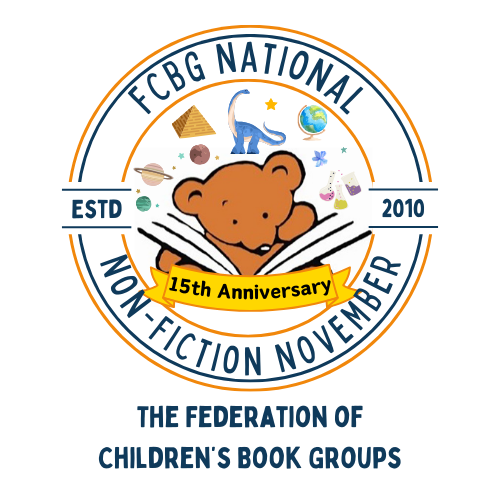 FCBG NATIONAL
ESTD
2010
15th Anniversary
NON-FICTION NOVEMBER
THE FEDERATION OF
CHILDREN'S BOOK GROUPS